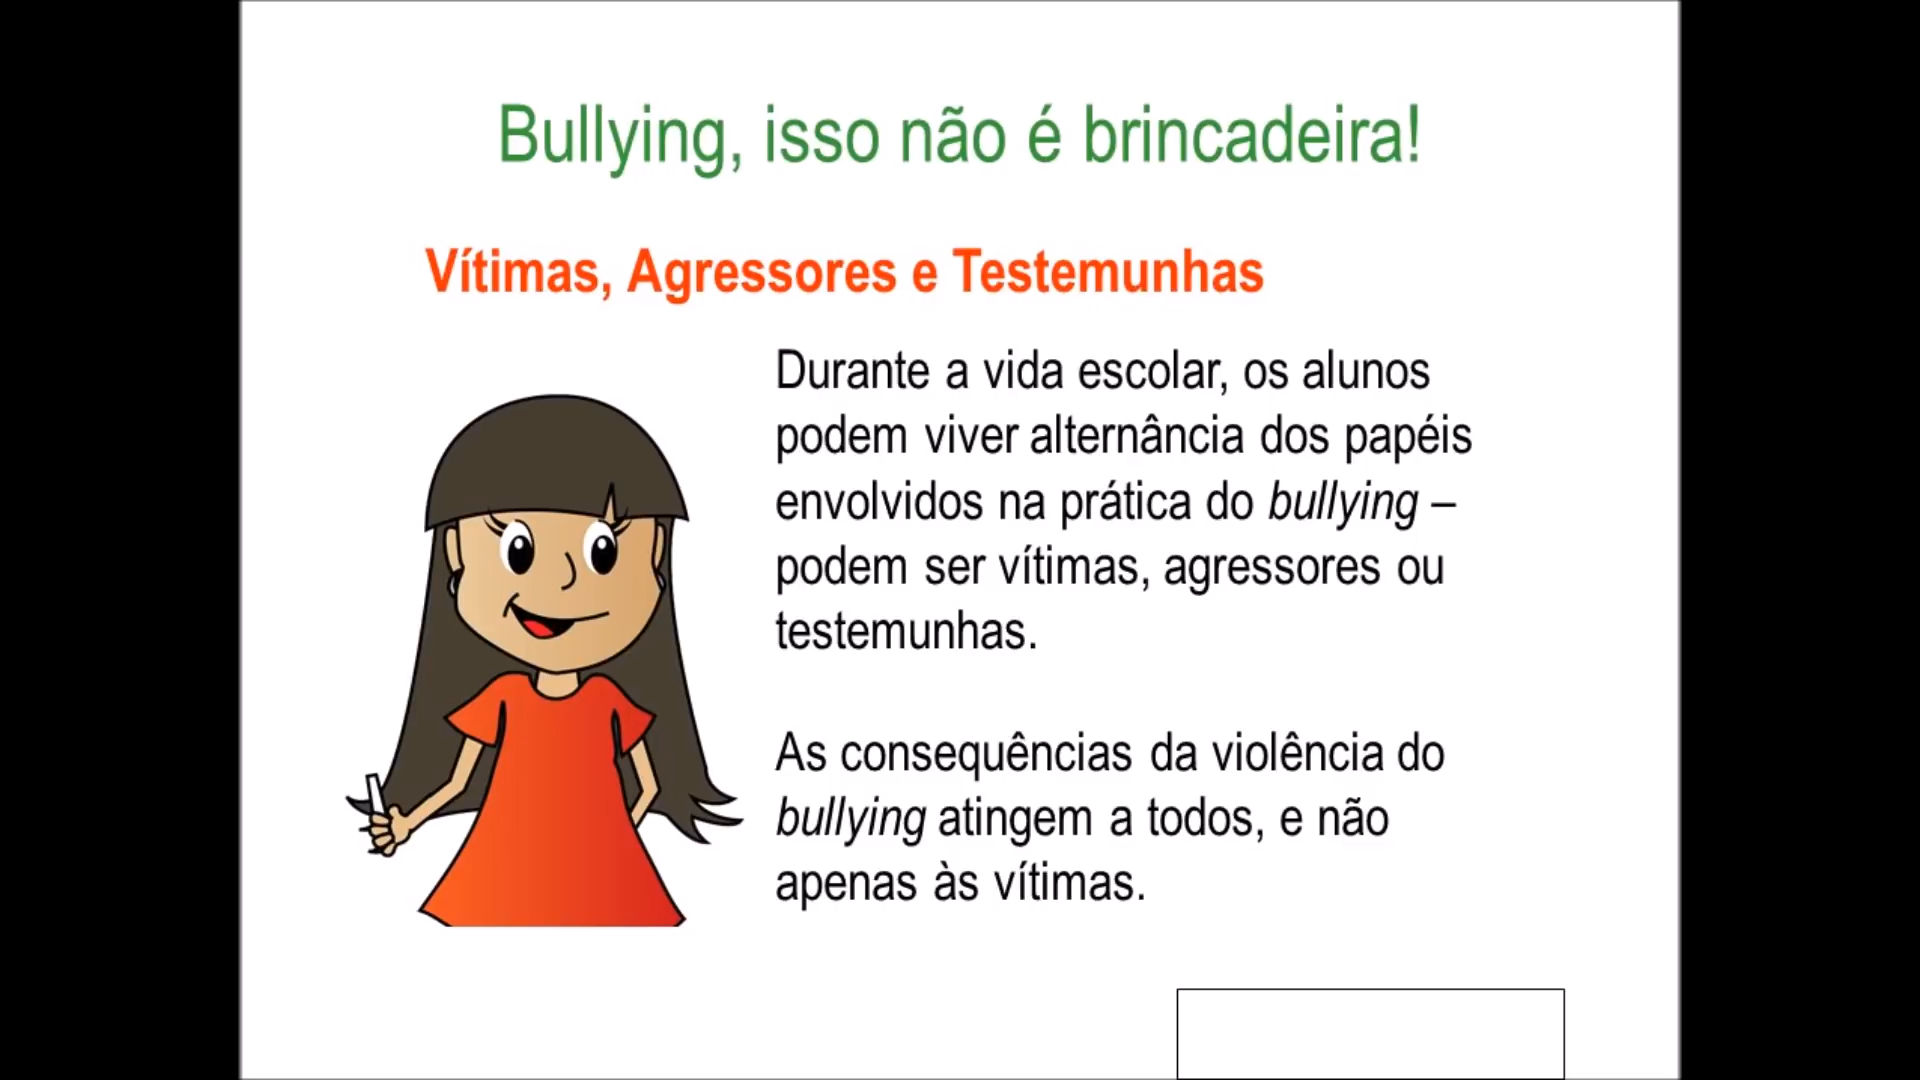 Bullying, isso não é brincadeira!
Vítimas, Agressores e Testemunhas
Durante a vida escolar, os alunos
podem viver alternância dos papéis
envolvidos na prática do bullying –
podem ser vítimas, agressores ou
testemunhas.
As consequências da violência do
bullying atingem a todos, e não
apenas às vítimas.